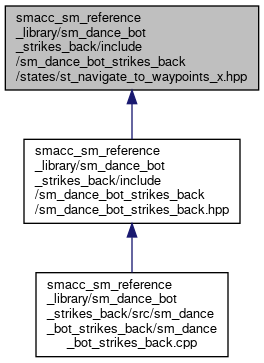 smacc_sm_reference
_library/sm_dance_bot
_strikes_back/include
/sm_dance_bot_strikes_back
/states/st_navigate_to_waypoints_x.hpp
smacc_sm_reference
_library/sm_dance_bot
_strikes_back/include
/sm_dance_bot_strikes_back
/sm_dance_bot_strikes_back.hpp
smacc_sm_reference
_library/sm_dance_bot
_strikes_back/src/sm_dance
_bot_strikes_back/sm_dance
_bot_strikes_back.cpp